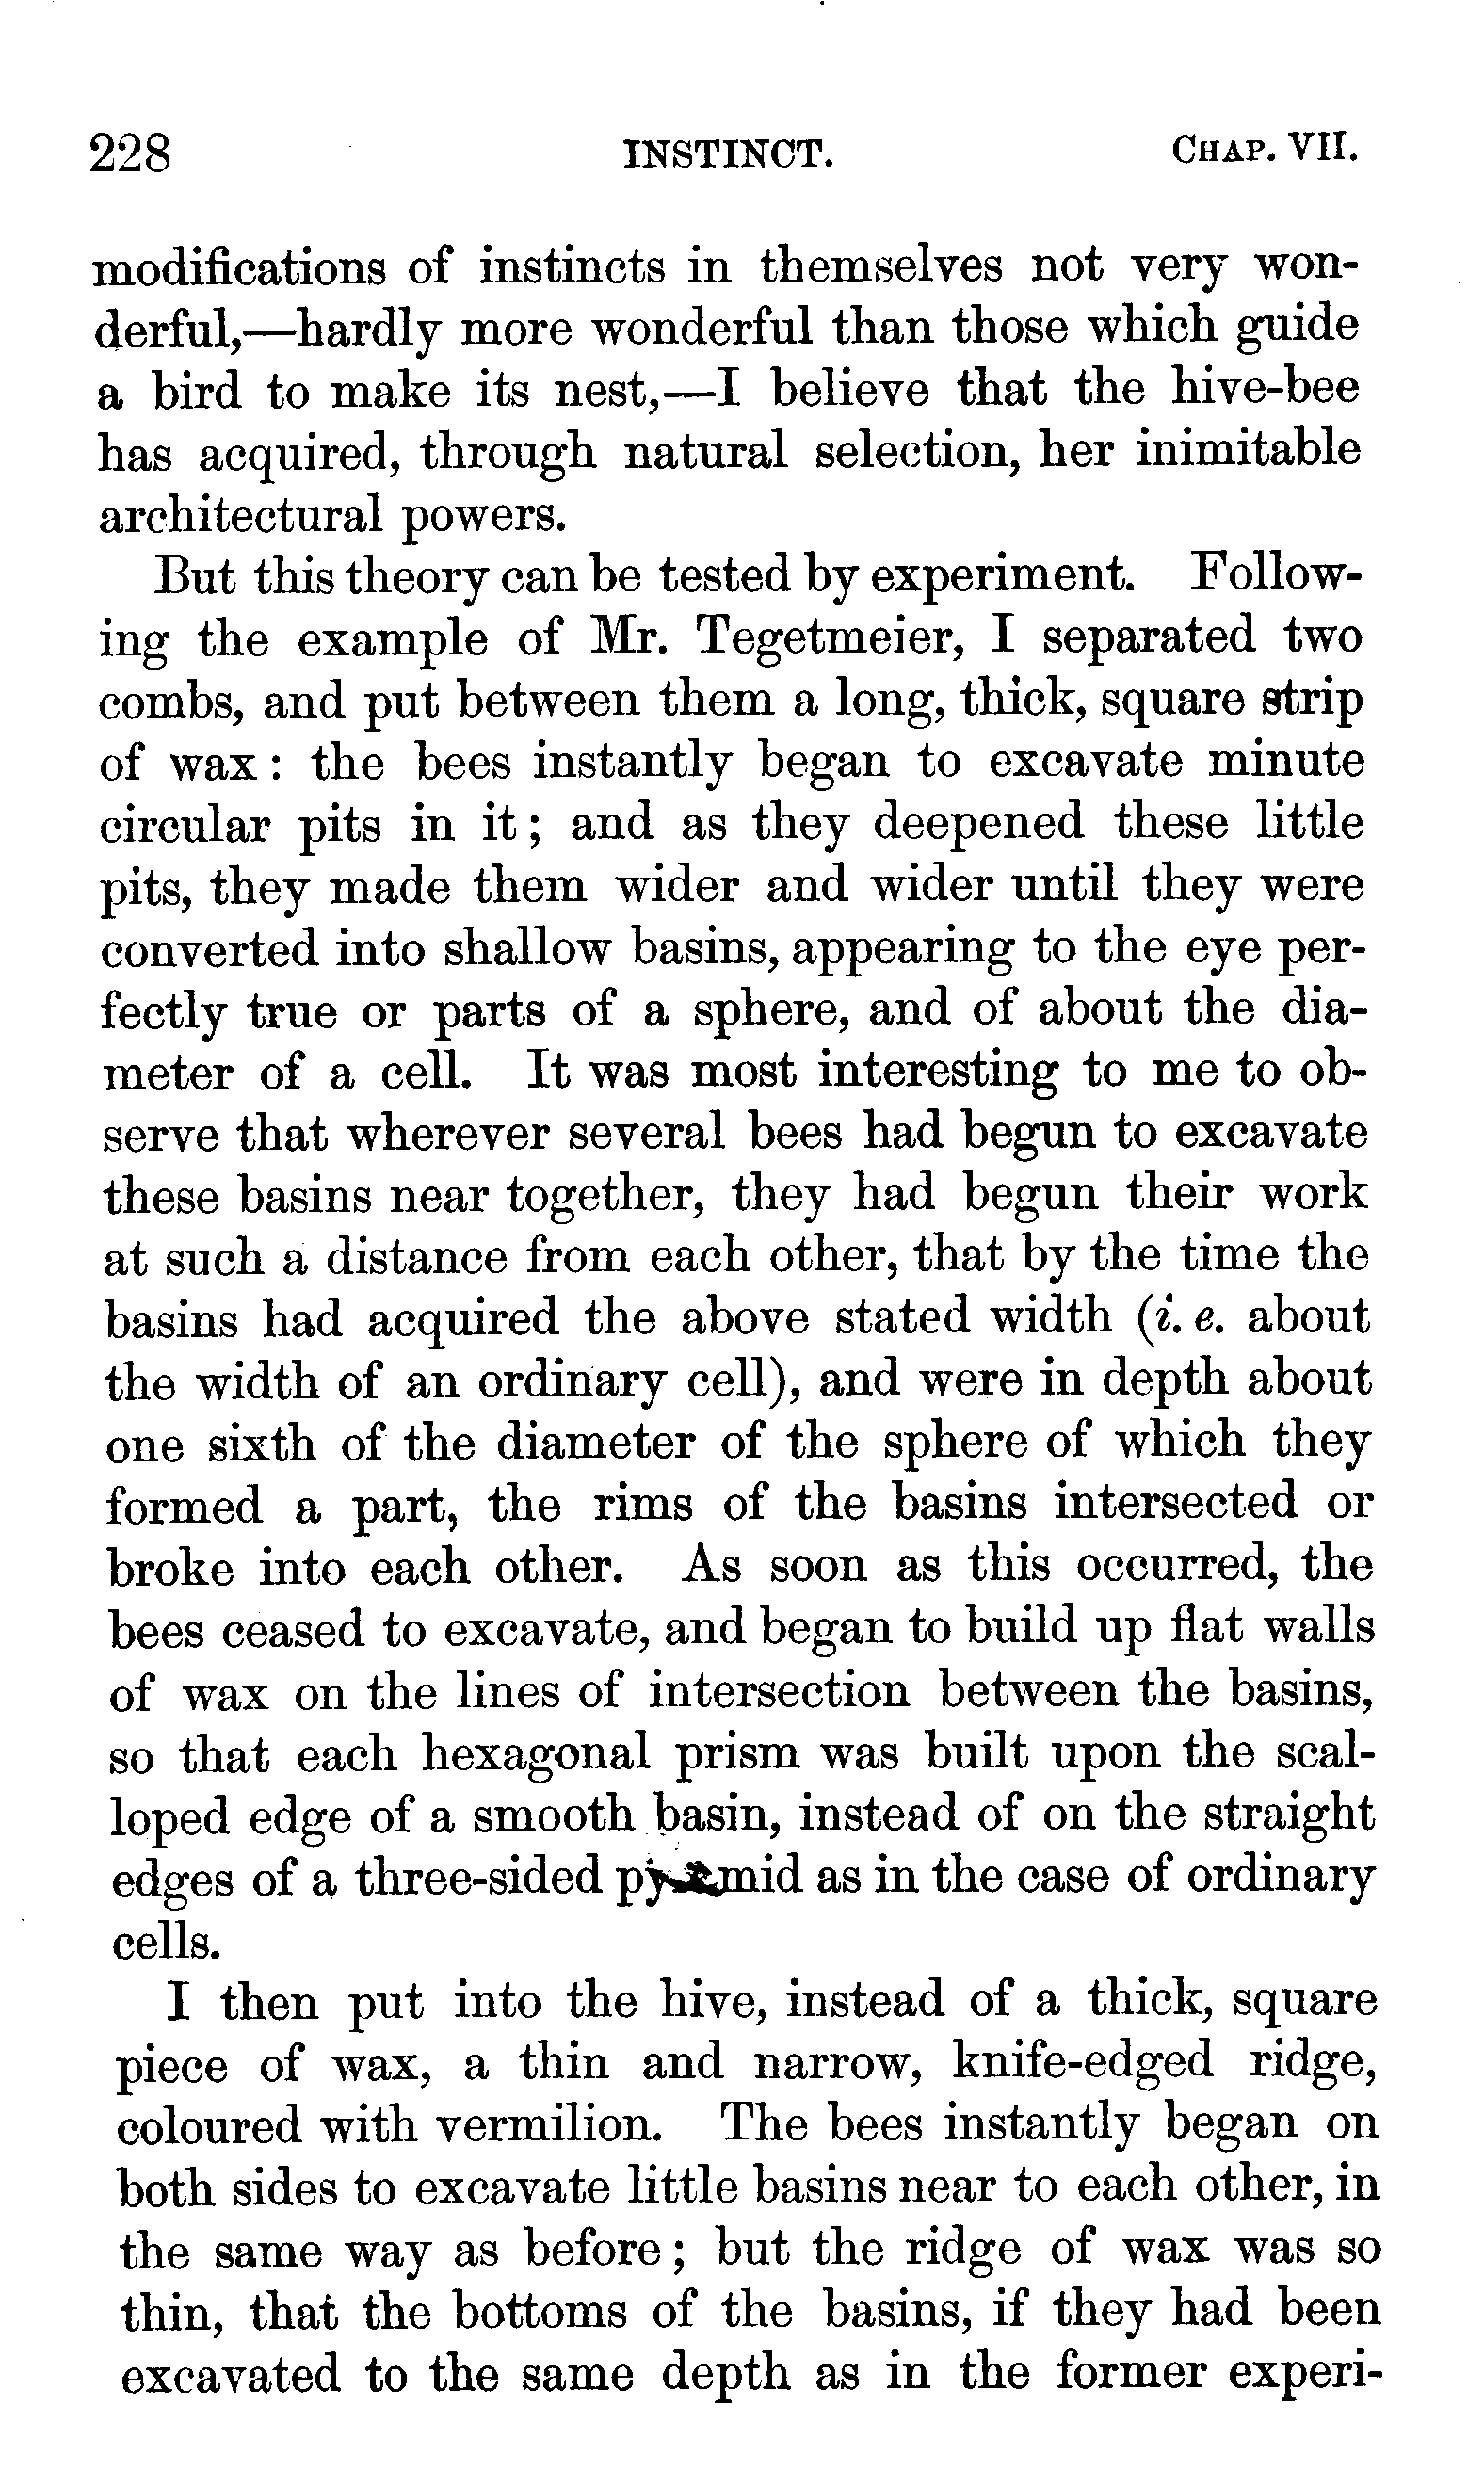 228 INSTINCT. CHAP. VII.
modifications of instincts in themselves not very won-
derful,—hardly more wonderful than those which guide
a bird to make its nest,—I believe that the hive-bee
has acquired, through natural selection, her inimitable
architectural powers.
But this theory can be tested by experiment. Follow-
ing the example of Mr. Tegetmeier, I separated two
combs, and put between them a long, thick, square strip
of wax: the bees instantly began to excavate minute
circular pits in it; and as they deepened these little
pits, they made them wider and wider until they were
converted into shallow basins, appearing to the eye per-
fectly true or parts of a sphere, and of about the dia-
meter of a cell. It was most interesting to me to ob-
serve that wherever several bees had begun to excavate
these basins near together, they had begun their work
at such a distance from each other, that by the time the
basins had acquired the above stated width (i. e. about
the width of an ordinary cell), and were in depth about
one sixth of the diameter of the sphere of which they
formed a part, the rims of the basins intersected or
broke into each other. As soon as this occurred, the
bees ceased to excavate, and began to build up flat walls
of wax on the lines of intersection between the basins,
so that each hexagonal prism was built upon the scal-
loped edge of a smooth basin, instead of on the straight
edges of a three-sided pyramid as in the case of ordinary
cells.
I then put into the hive, instead of a thick, square
piece of wax, a thin and narrow, knife-edged ridge,
coloured with vermilion. The bees instantly began on
both sides to excavate little basins near to each other, in
the same way as before; but the ridge of wax was so
thin, that the bottoms of the basins, if they had been
excavated to the same depth as in the former experi-